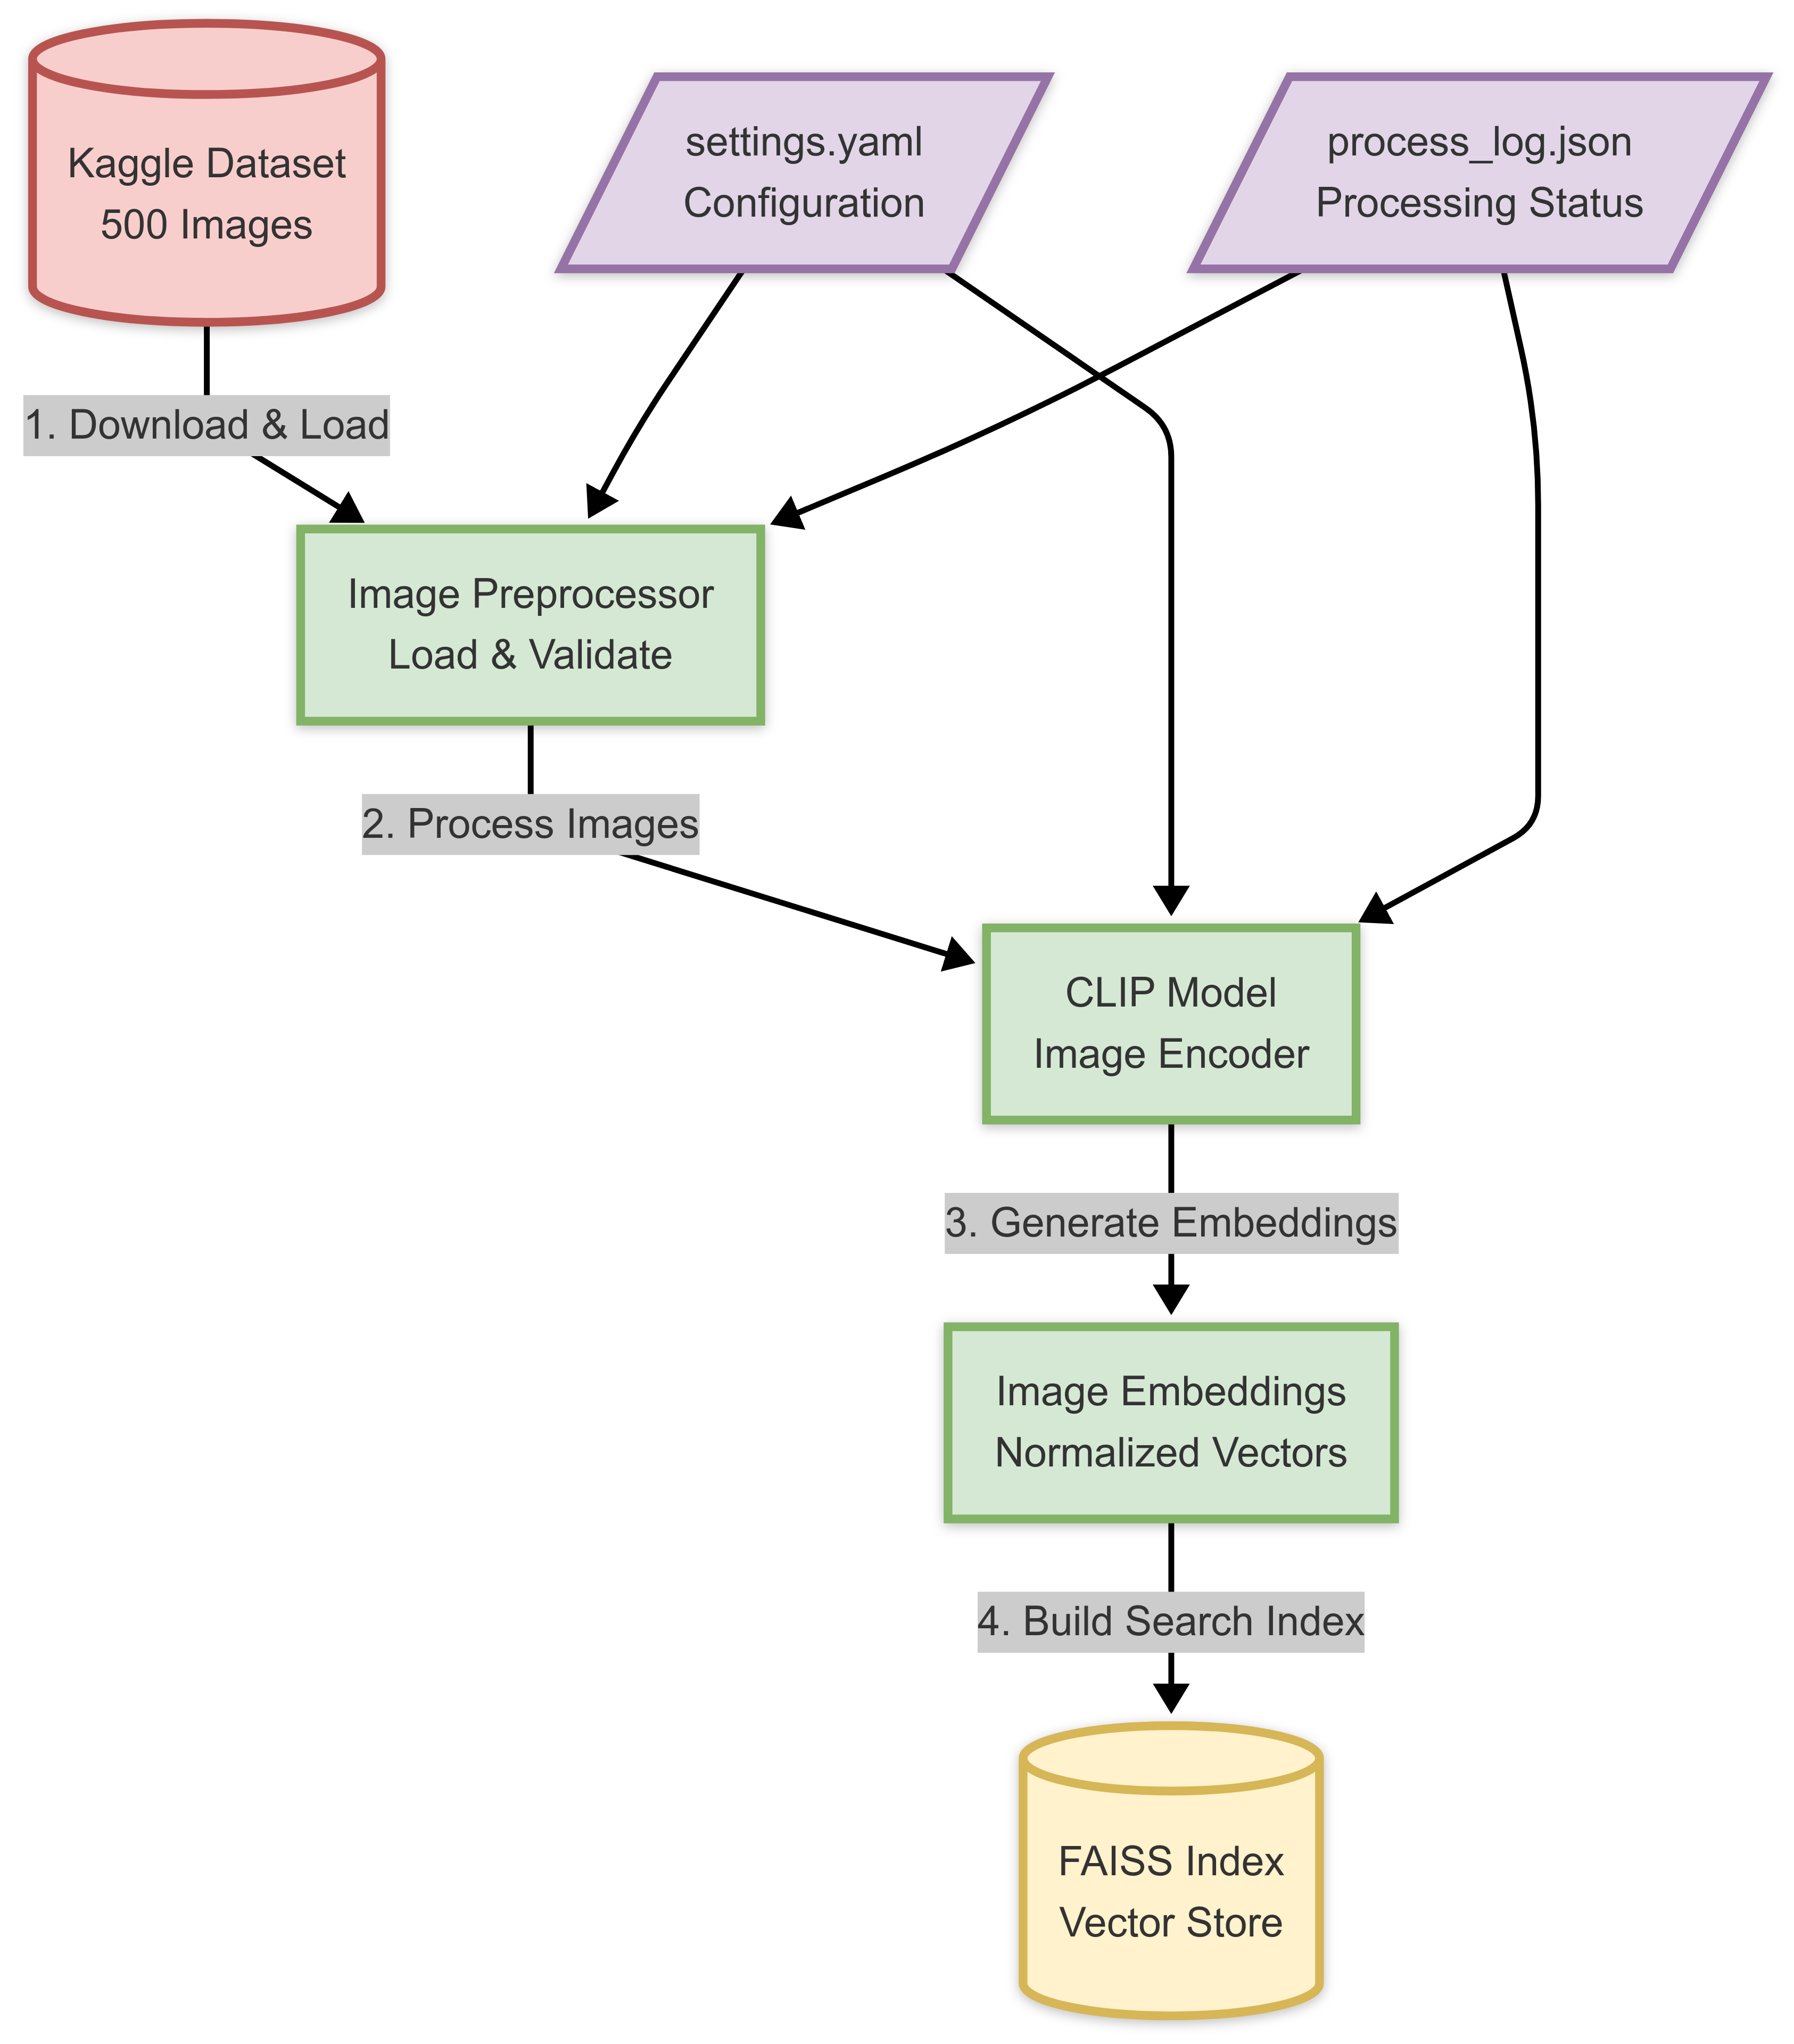 Kaggle Dataset
500 Images
settings.yaml
Configuration
process_log.json
Processing Status
1. Download & Load
Image Preprocessor
Load & Validate
2. Process Images
CLIP Model
Image Encoder
3. Generate Embeddings
Image Embeddings
Normalized Vectors
4. Build Search Index
FAISS Index
Vector Store